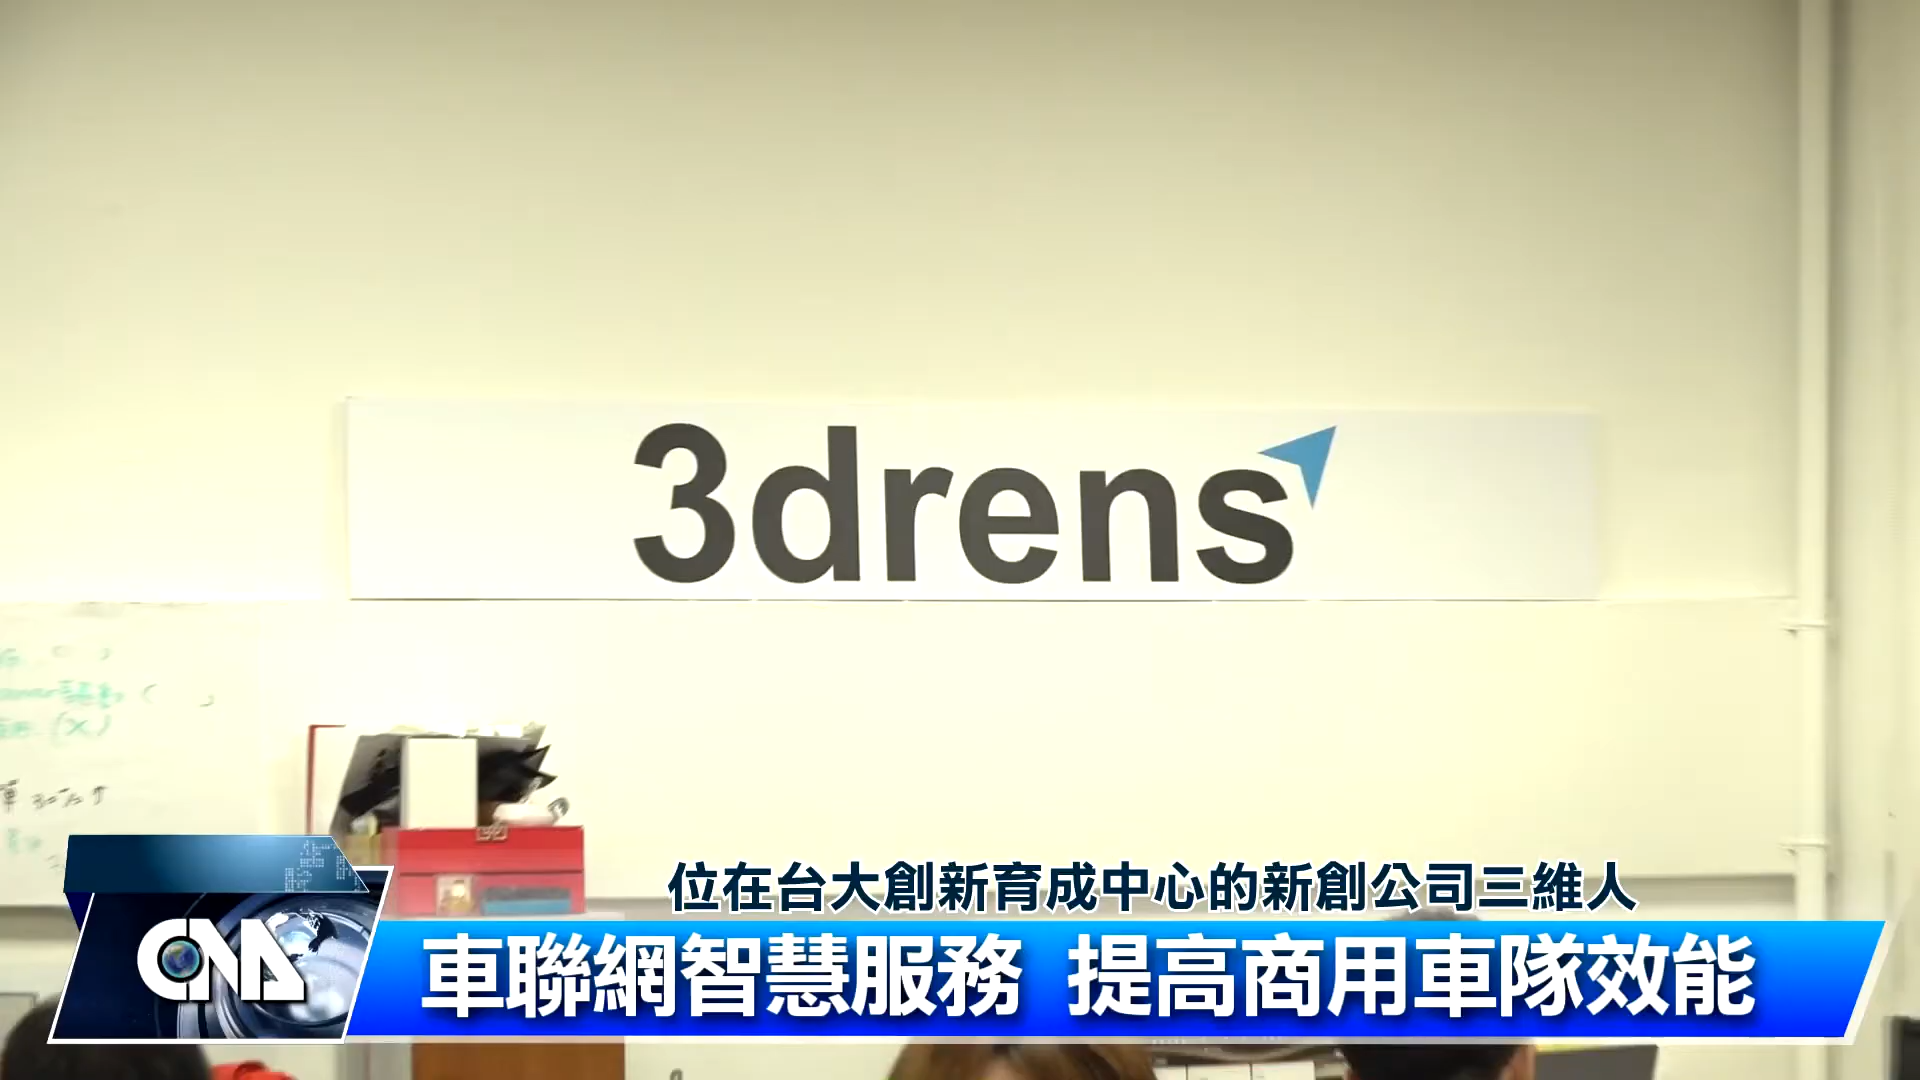 3drens
位在台大創新育成中心的新創公司三維人
CNA
車聯網智慧服務 提高商用車隊效能